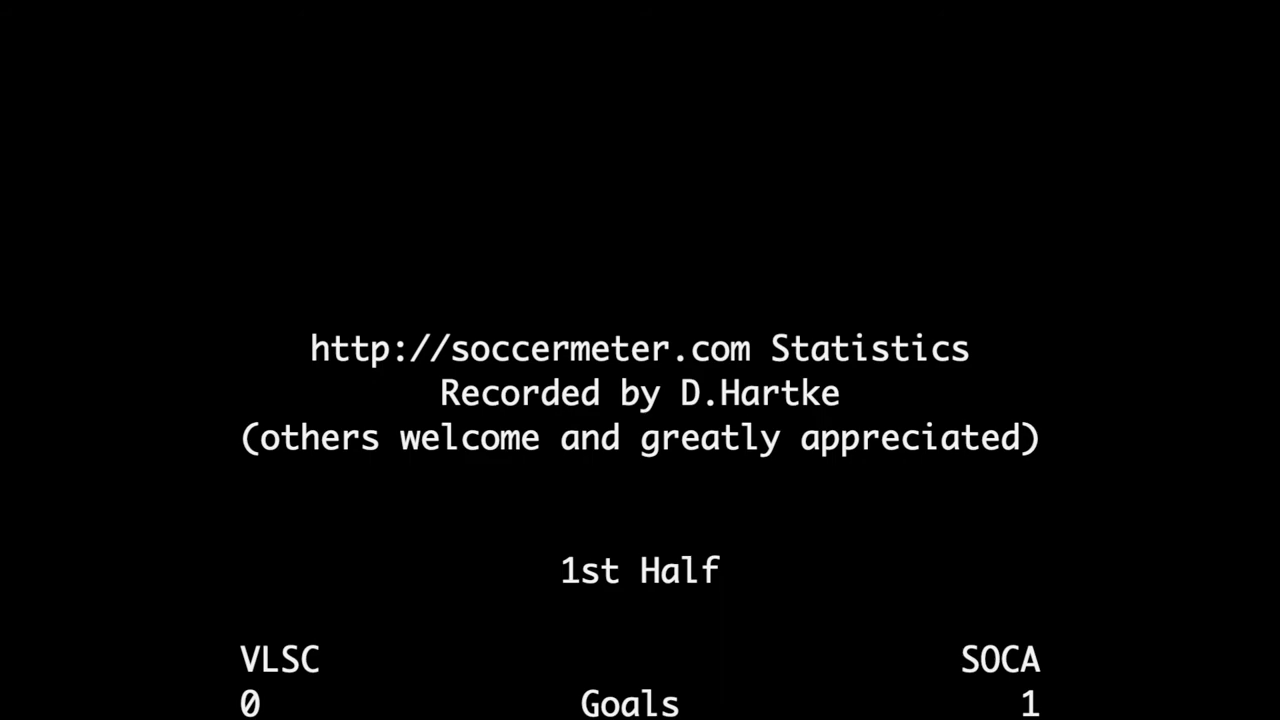 http://soccermeter.com Statistics
Recorded by D.Hartke
(others welcome and greatly appreciated)
1st Half
VLSC SOCA
0 Goals 1